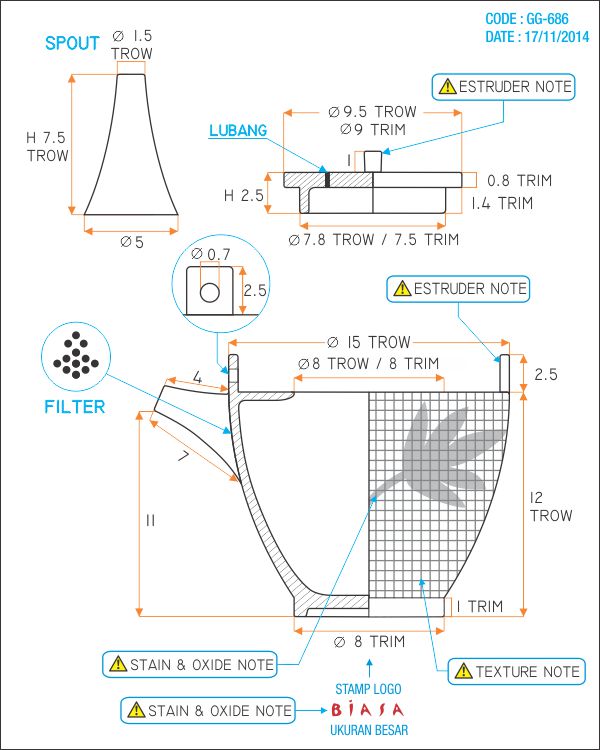 CODE : GG-686
DATE : 17/11/2014
SPOUT
Ø 1.5
TROW
H 7.5
TROW
Ø5
ESTRUDER NOTE
Ø9.5 TROW
Ø9 TRIM
LUBANG
1
H 2.5
0.8 TRIM
1.4 TRIM
Ø7.8 TROW / 7.5 TRIM
Ø0.7
2.5
ESTRUDER NOTE
Ø 15 TROW
Ø8 TROW / 8 TRIM
2.5
FILTER
4
7
11
12
TROW
1 TRIM
Ø 8 TRIM
STAIN & OXIDE NOTE
TEXTURE NOTE
STAMP LOGO
STAIN & OXIDE NOTE
BIASA
UKURAN BESAR